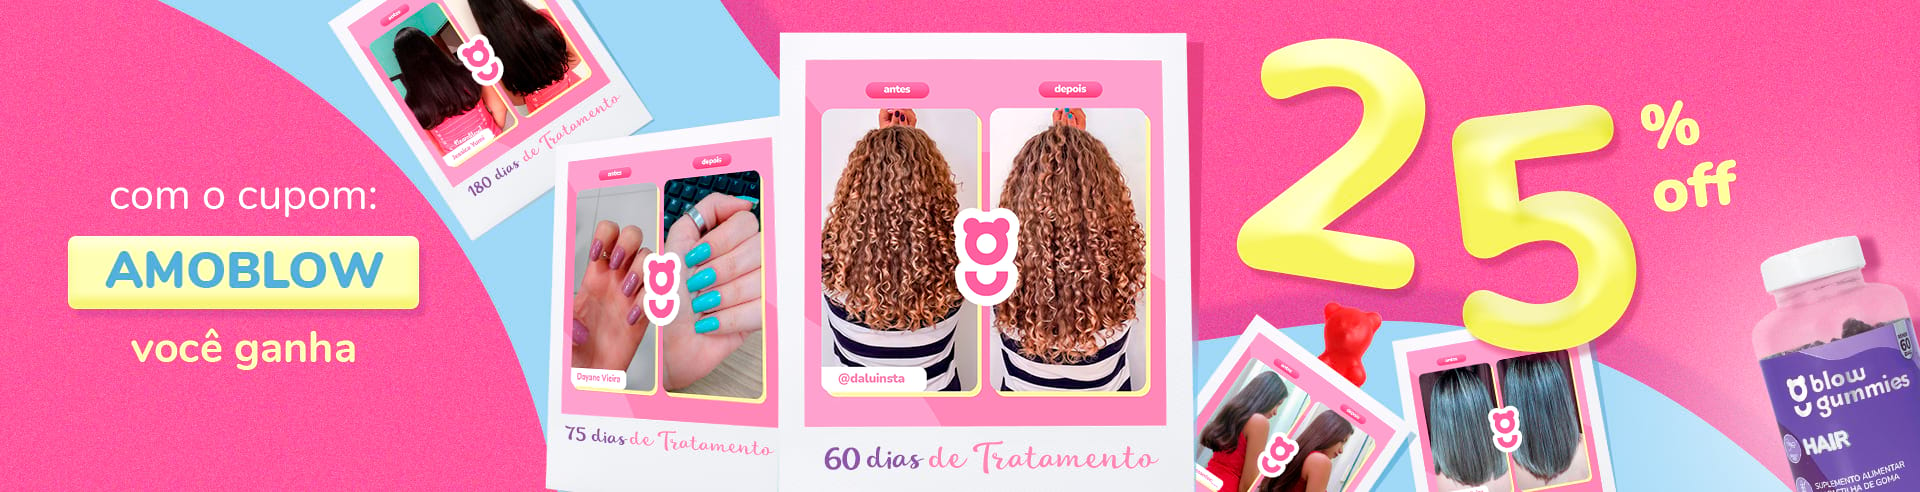 com o cupom:
AMOBLOW
você ganha
antes
Jessica Yumi
180 dias de Tratamento
antes
depois
Dayane Vieira
75 dias de Tratamento
antes
depois
@daluinsta
60 dias de Tratamento
25
%
off
antes
depois
antes
depois
blow
gummies
HAIR
SUPLEMENTO ALIMENTAR
DE GOMA
60